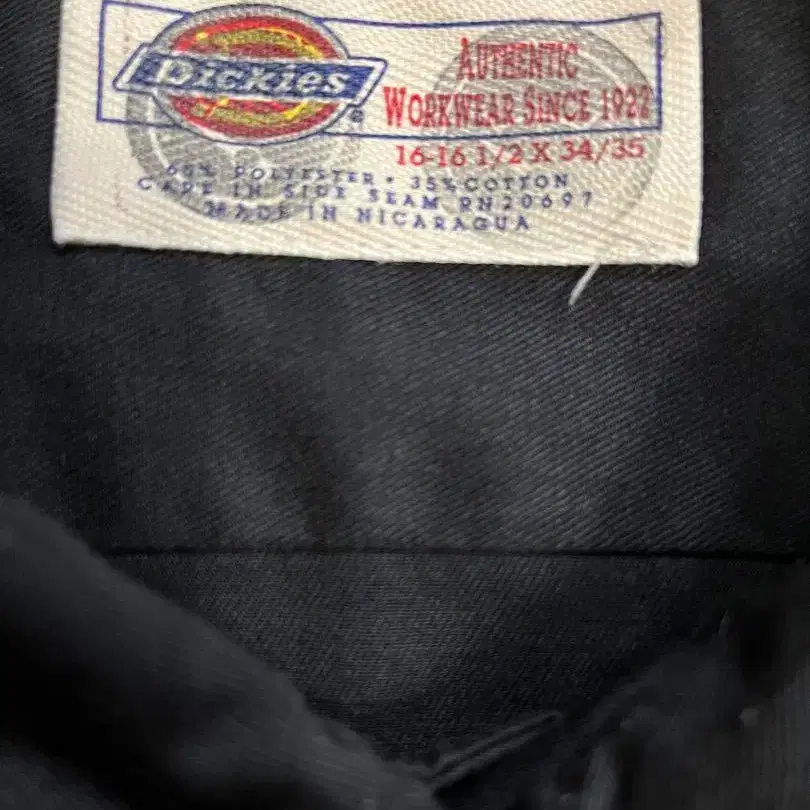 Dickies
®
AUTHENTIC
WORKWEAR SINCE 1922
16-16 1/2 X 34/35
65% POLYESTER • 35% COTTON
CARE IN SIDE SEAM RN20697
MADE IN NICARAGUA